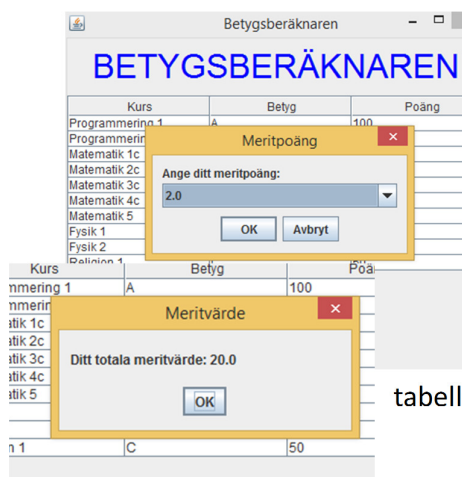 Betygsberäknaren
BETYGSBERÄKNAREN
Kurs Betyg Poäng
Programmering 1 A 100
Matematik 1c
Matematik 2c
Matematik 3c
Matematik 4c
Matematik 5
Fysik 1
Fysik 2
Religion 1
Meritpoäng
Ange ditt meritpoäng:
2.0
OK Avbryt
Kurs Betyg Poä
mmering 1 A 100
mmerin
atik 1c
atik 2c
atik 3c
atik 4c
atik 5
n 1 C 50
Meritvärde
Ditt totala meritvärde: 20.0
OK
tabell